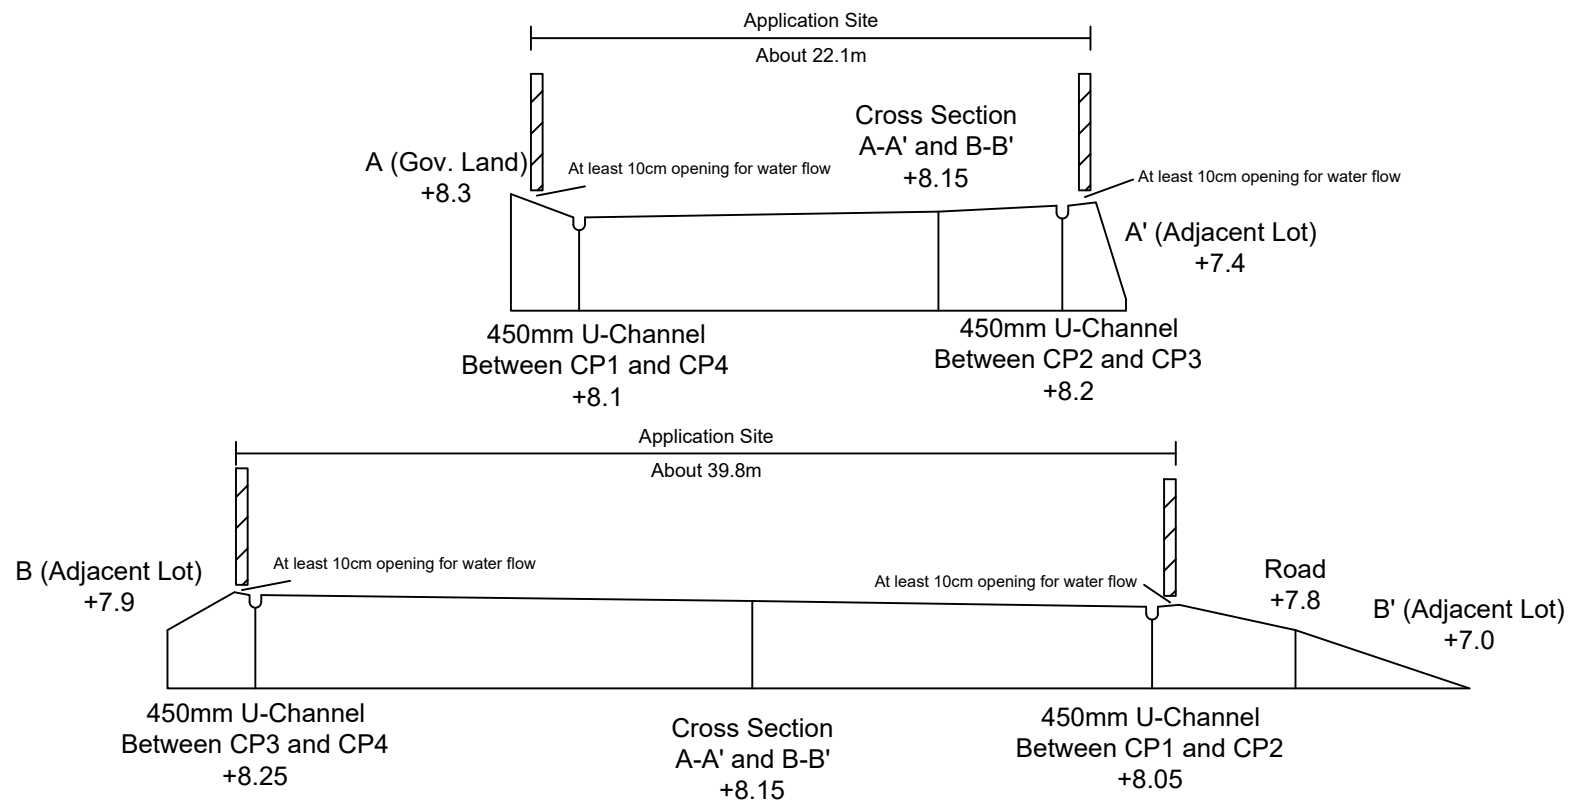 Application Site
About 22.1m
Cross Section
A-A' and B-B'
+8.15
A (Gov. Land)
+8.3
At least 10cm opening for water flow
At least 10cm opening for water flow
A' (Adjacent Lot)
+7.4
450mm U-Channel
Between CP1 and CP4
+8.1
450mm U-Channel
Between CP2 and CP3
+8.2
Application Site
About 39.8m
B (Adjacent Lot)
+7.9
At least 10cm opening for water flow
At least 10cm opening for water flow
Road
+7.8
B' (Adjacent Lot)
+7.0
450mm U-Channel
Between CP3 and CP4
+8.25
Cross Section
A-A' and B-B'
+8.15
450mm U-Channel
Between CP1 and CP2
+8.05